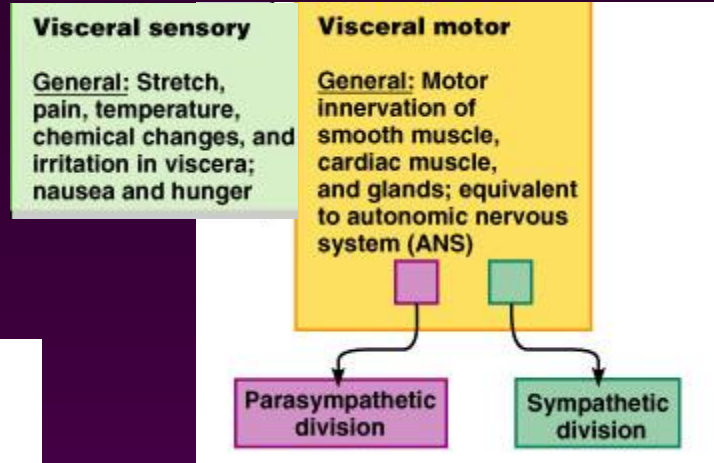 Visceral sensory
General: Stretch,
pain, temperature,
chemical changes, and
irritation in viscera;
nausea and hunger
Visceral motor
General: Motor
innervation of
smooth muscle,
cardiac muscle,
and glands; equivalent
to autonomic nervous
system (ANS)
Parasympathetic
division
Sympathetic
division